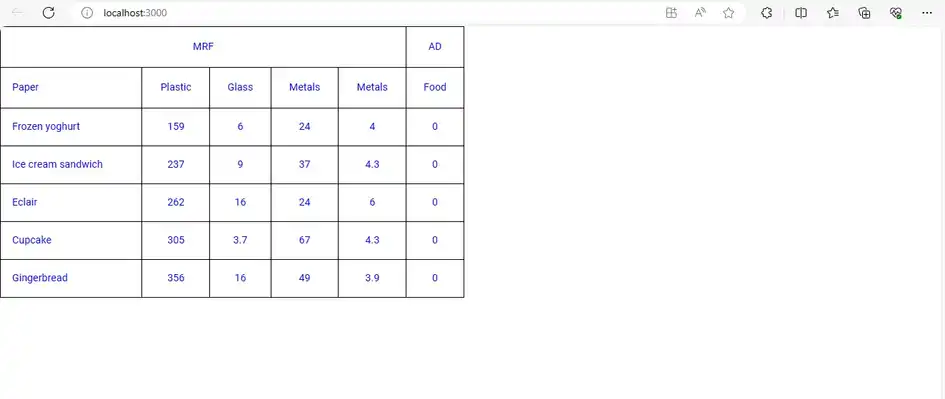 localhost:3000
MRF AD
Paper Plastic Glass Metals Metals Food
Frozen yoghurt 159 6 24 4 0
Ice cream sandwich 237 9 37 4.3 0
Eclair 262 16 24 6 0
Cupcake 305 3.7 67 4.3 0
Gingerbread 356 16 49 3.9 0